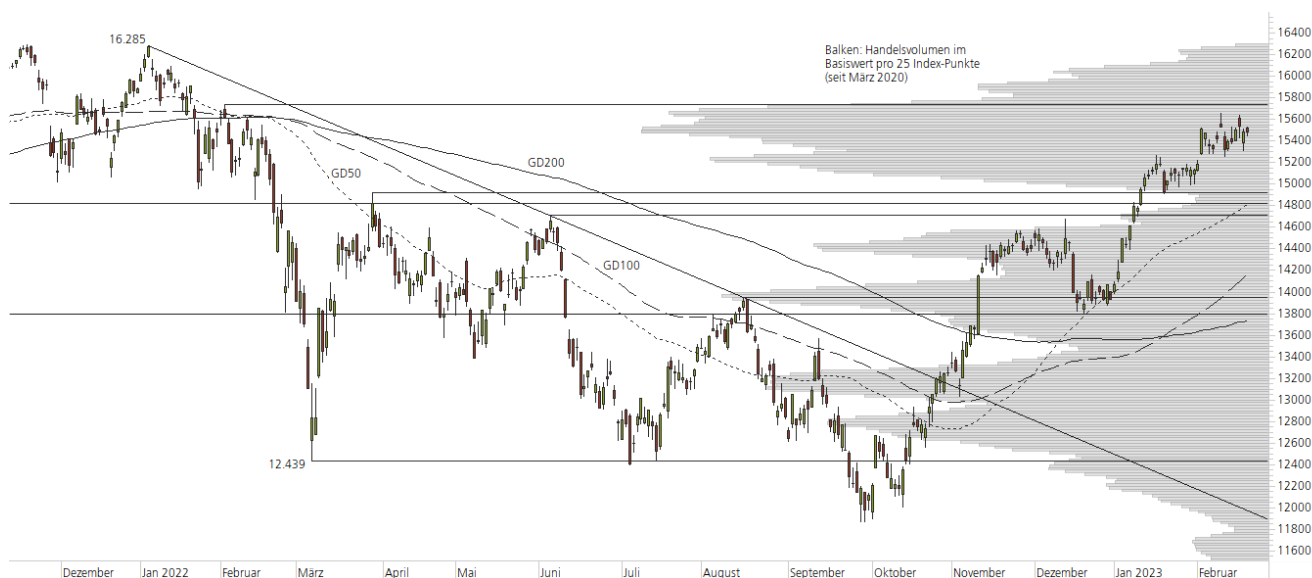 16.285
Balken: Handelsvolumen im
Basiswert pro 25 Index-Punkte
(seit März 2020)
GD200
GD50
GD100
12.439
16400
16200
16000
15800
15600
15400
15200
15000
14800
14600
14400
14200
14000
13800
13600
13400
13200
13000
12800
12600
12400
12200
12000
11800
11600
Dezember
Jan 2022
Februar
März
April
Mai
Juni
Juli
August
September
Oktober
November
Dezember
Jan 2023
Februar